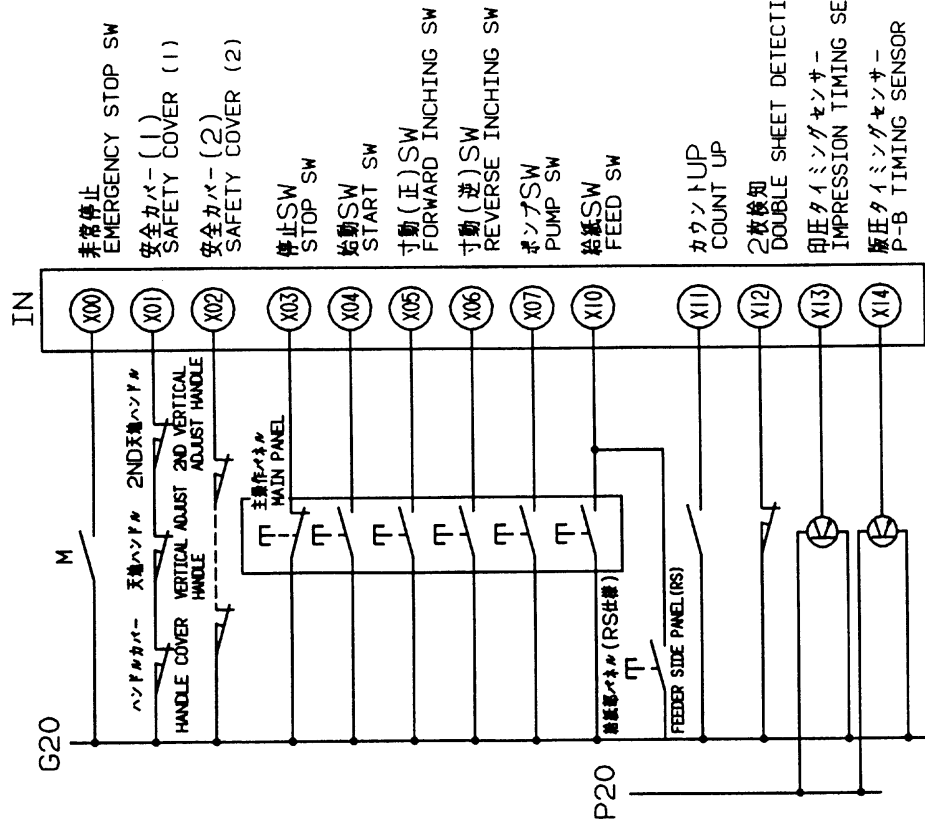 IN
G20
P20
X00
非常停止
EMERGENCY STOP SW
M
X01
安全カバー(1)
SAFETY COVER (1)
ハンドルカバー
HANDLE COVER
天地ハンドル
VERTICAL ADJUST
HANDLE
2ND天地ハンドル
2ND VERTICAL
ADJUST HANDLE
X02
安全カバー(2)
SAFETY COVER (2)
主操作パネル
MAIN PANEL
X03
停止SW
STOP SW
X04
始動SW
START SW
X05
寸動(正)SW
FORWARD INCHING SW
X06
寸動(逆)SW
REVERSE INCHING SW
X07
ポンプSW
PUMP SW
X10
給紙SW
FEED SW
給紙部パネル(RS仕様)
FEEDER SIDE PANEL(RS)
X11
カウントUP
COUNT UP
X12
2枚検知
DOUBLE SHEET DETECTI
X13
印圧タイミングセンサー
IMPRESSION TIMING SE
X14
版圧タイミングセンサー
P-B TIMING SENSOR